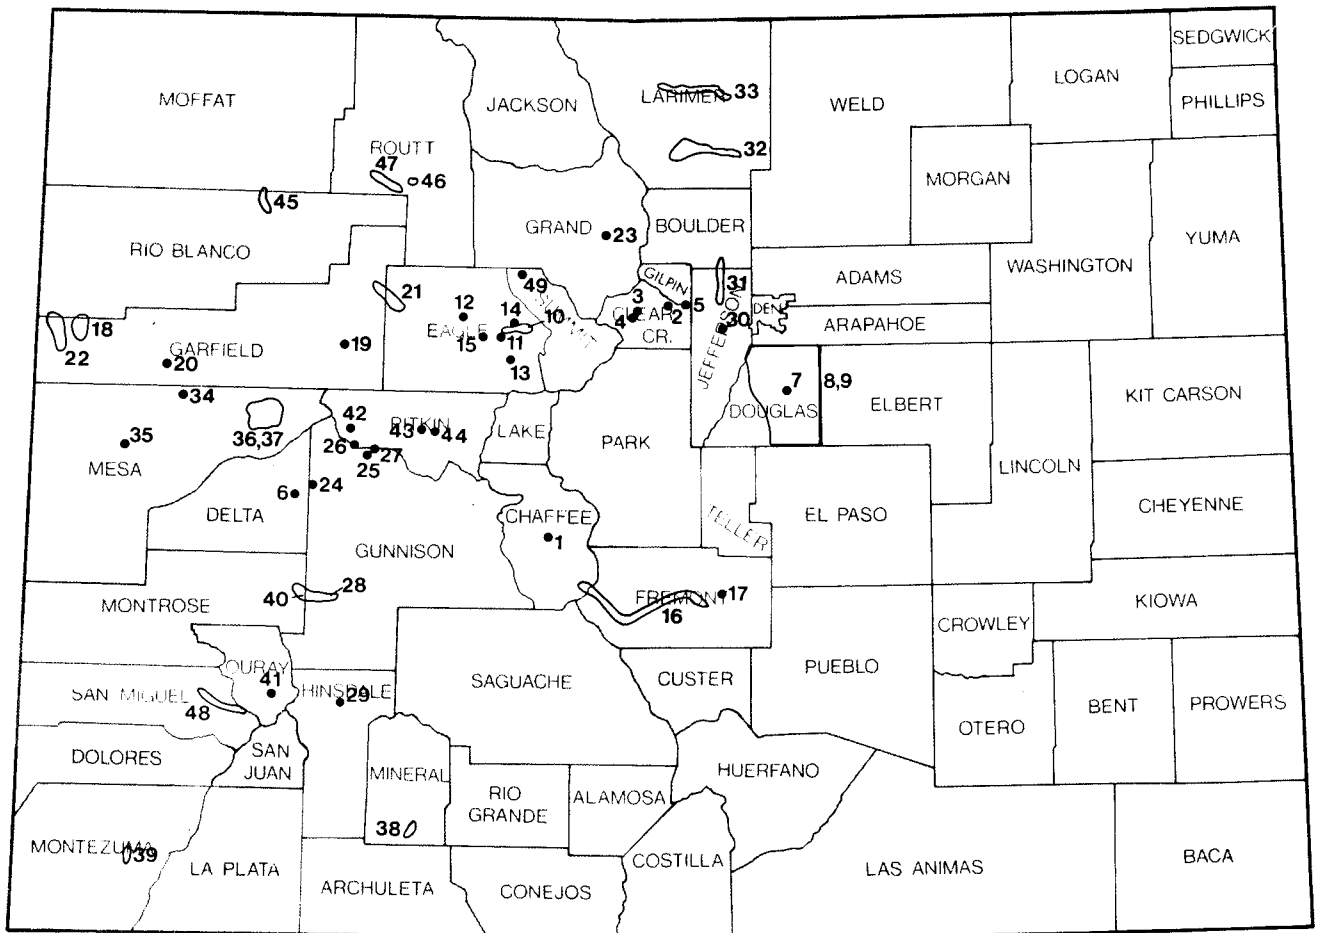 SEDGWICK
LOGAN
MOFFAT
JACKSON
LARIMER
33
WELD
PHILLIPS
ROUTT
32
47
46
MORGAN
45
GRAND
23
BOULDER
YUMA
RIO BLANCO
WASHINGTON
GILPIN
ADAMS
49
31
21
12
14
10
3
2
5
DEN
18
EAGLE
SUMMIT
4
CLEAR
CR.
30
ARAPAHOE
22
GARFIELD
19
15
11
JEFFERSON
20
13
7
8,9
34
KIT CARSON
DOUGLAS
ELBERT
42
PITKIN
43
44
LAKE
35
36,37
26
27
PARK
MESA
25
LINCOLN
6
24
CHEYENNE
DELTA
CHAFFEE
TELLER
EL PASO
1
GUNNISON
28
40
MONTROSE
FREMONT
17
16
KIOWA
CROWLEY
OURAY
41
HINSDALE
29
SAGUACHE
CUSTER
PUEBLO
SAN MIGUEL
48
BENT
PROWERS
OTERO
DOLORES
SAN
JUAN
MINERAL
HUERFANO
RIO
GRANDE
ALAMOSA
38
MONTEZUMA
39
LA PLATA
COSTILLA
LAS ANIMAS
BACA
ARCHULETA
CONEJOS